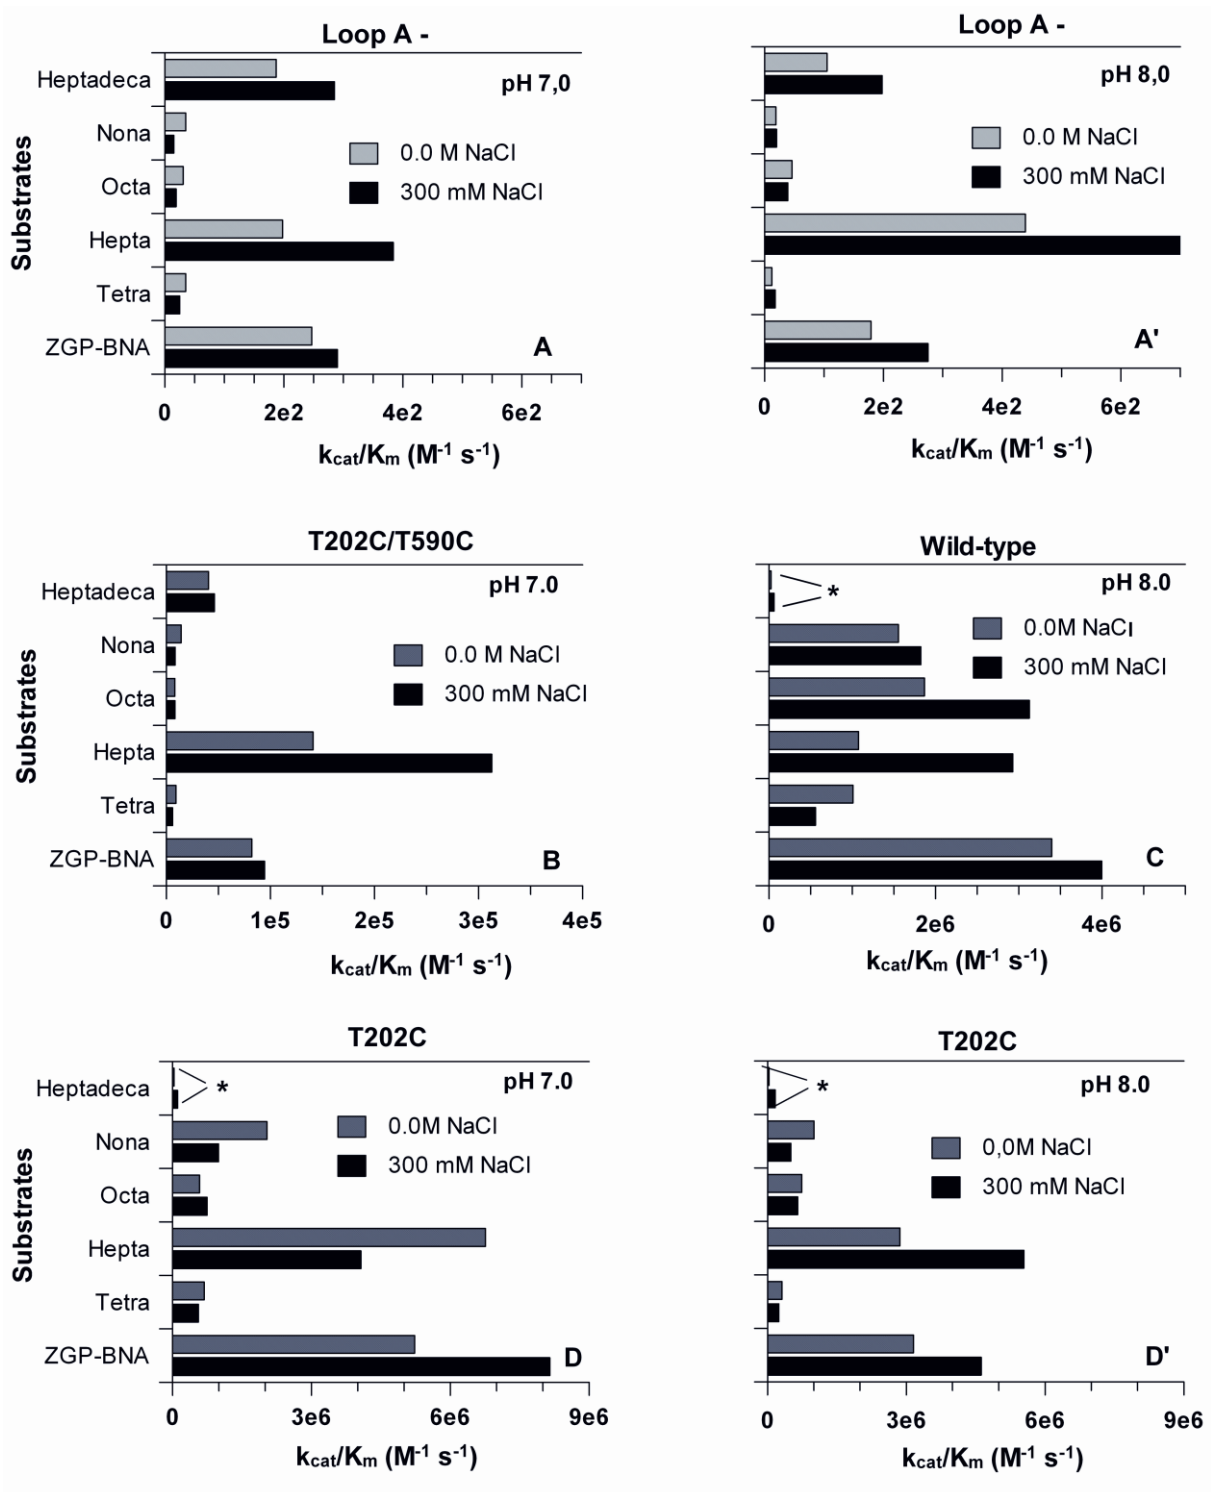 Loop A -
pH 7,0
Substrates
Heptadeca
Nona
Octa
Hepta
Tetra
ZGP-BNA
0.0 M NaCl
300 mM NaCl
A
0 2e2 4e2 6e2
kcat/Km (M-1 s-1)
Loop A -
pH 8,0
0.0 M NaCl
300 mM NaCl
A'
0 2e2 4e2 6e2
kcat/Km (M-1 s-1)
T202C/T590C
pH 7.0
Substrates
Heptadeca
Nona
Octa
Hepta
Tetra
ZGP-BNA
0.0 M NaCl
300 mM NaCl
B
0 1e5 2e5 3e5 4e5
kcat/Km (M-1 s-1)
Wild-type
pH 8.0
*
0.0M NaCl
300 mM NaCl
C
0 2e6 4e6
kcat/Km (M-1 s-1)
T202C
pH 7.0
Substrates
Heptadeca
*
Nona
Octa
Hepta
Tetra
ZGP-BNA
0.0M NaCl
300 mM NaCl
D
0 3e6 6e6 9e6
kcat/Km (M-1 s-1)
T202C
pH 8.0
*
0,0M NaCl
300 mM NaCl
D'
0 3e6 6e6 9e6
kcat/Km (M-1 s-1)